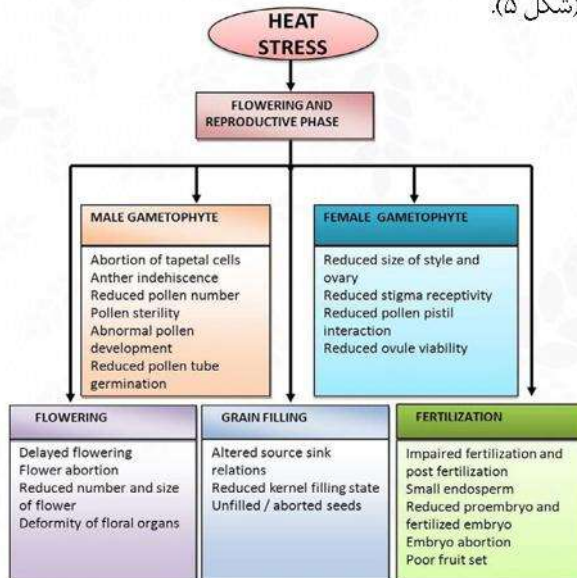 (شکل ۵).
HEAT
STRESS
FLOWERING AND
REPRODUCTIVE PHASE
MALE GAMETOPHYTE
Abortion of tapetal cells
Anther indehiscence
Reduced pollen number
Pollen sterility
Abnormal pollen
development
Reduced pollen tube
germination
FEMALE GAMETOPHYTE
Reduced size of style and
ovary
Reduced stigma receptivity
Reduced pollen pistil
interaction
Reduced ovule viability
FLOWERING
Delayed flowering
Flower abortion
Reduced number and size
of flower
Deformity of floral organs
GRAIN FILLING
Altered source sink
relations
Reduced kernel filling state
Unfilled / aborted seeds
FERTILIZATION
Impaired fertilization and
post fertilization
Small endosperm
Reduced proembryo and
fertilized embryo
Embryo abortion
Poor fruit set